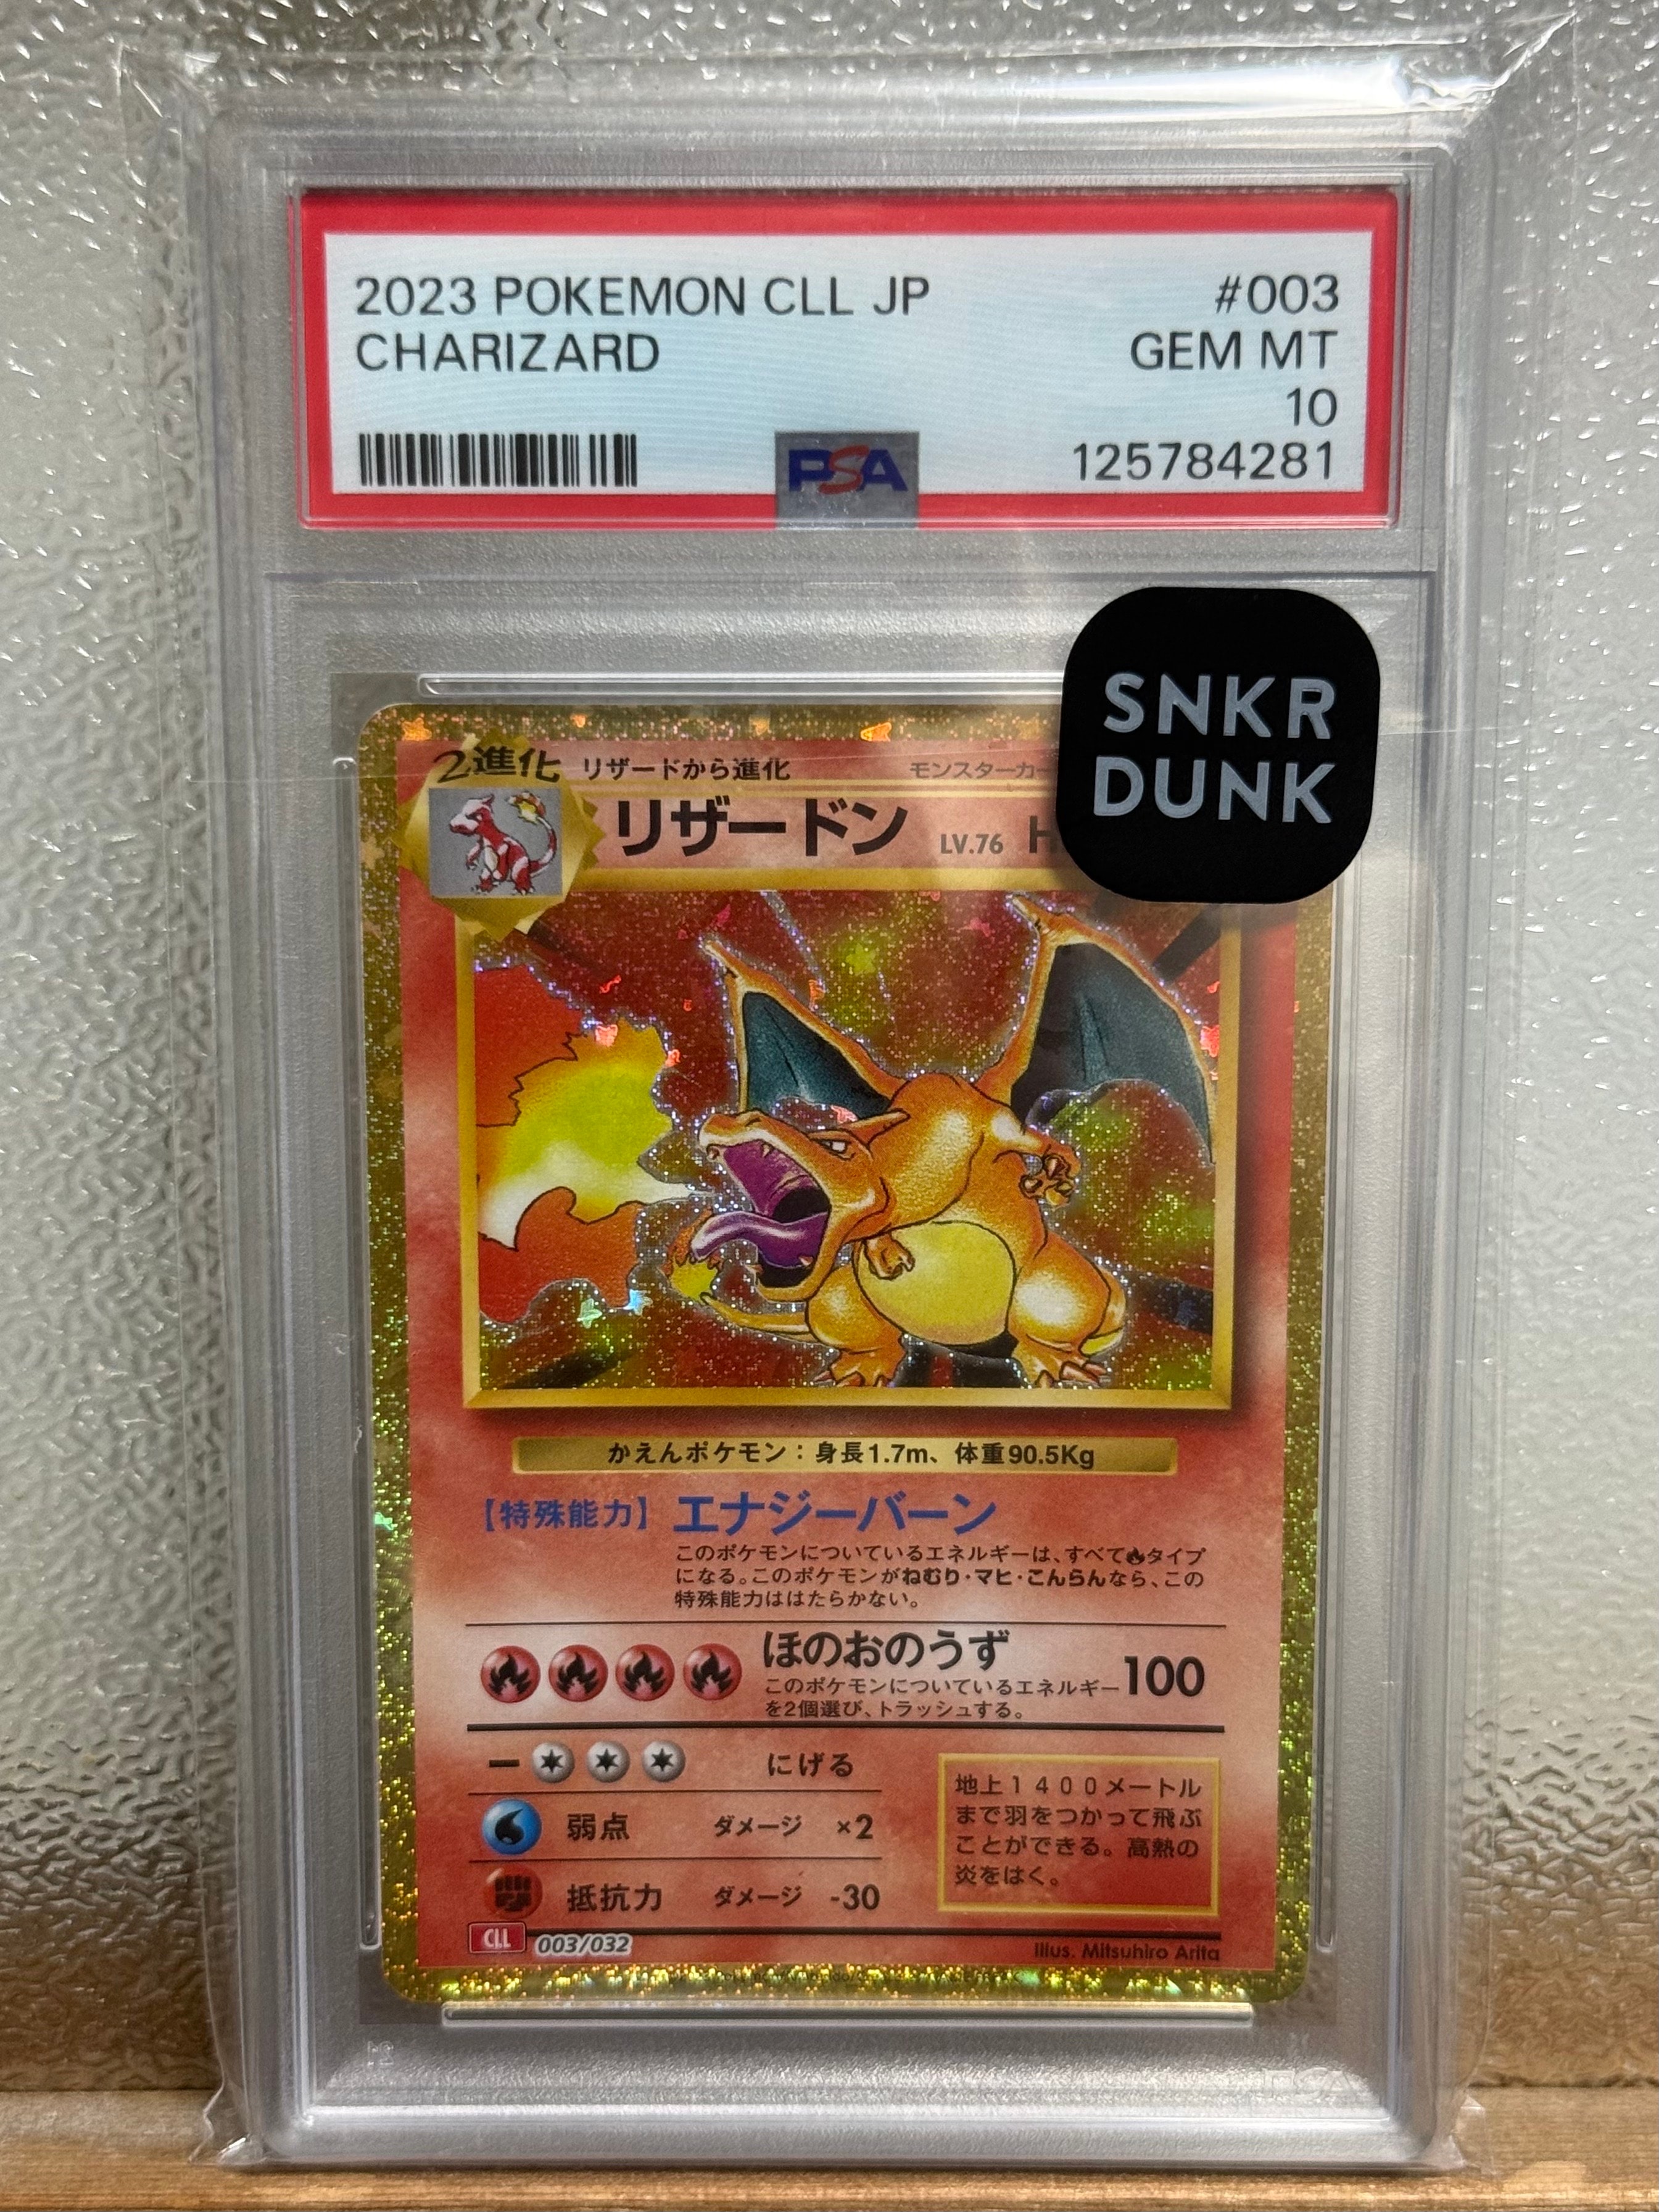 2023 POKEMON CLL JP #003
CHARIZARD GEM MT
10
PSA 125784281
SNKR
DUNK
2進化 リザードから進化
リザードン LV.76
かえんポケモン：身長1.7m、体重90.5Kg
【特殊能力】 エナジーバーン
このポケモンについているエネルギーは、すべてタイプ
になる。このポケモンがねむり・マヒ・こんらんなら、この
特殊能力ははたらかない。
ほのおのうず 100
このポケモンについているエネルギー
を2個選び、トラッシュする。
にげる
弱点 ダメージ ×2
抵抗力 ダメージ -30
地上1400メートル
まで羽をつかって飛ぶ
ことができる。高熱の
炎をはく。
CLL 003/032
Illus. Mitsuhiro Arita